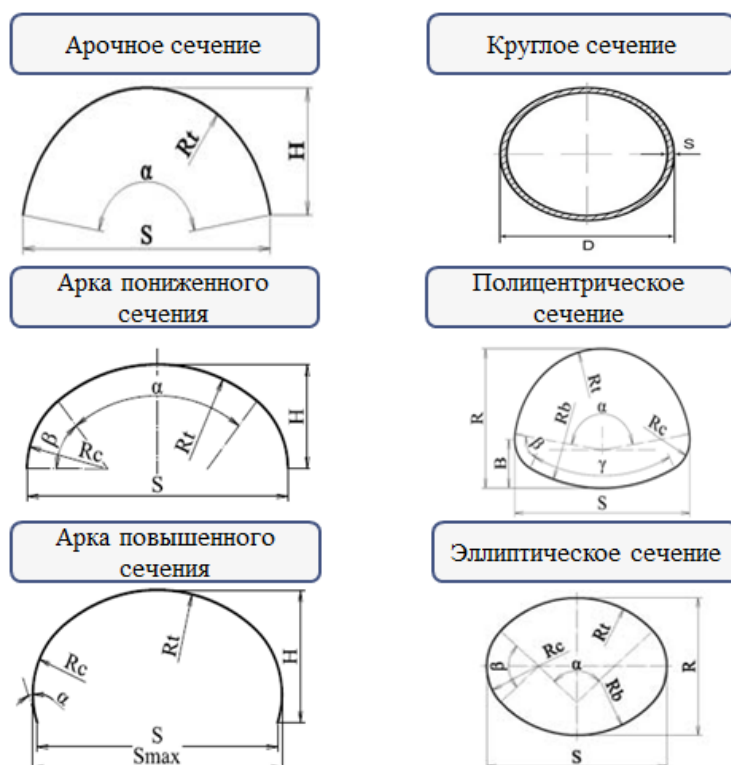 Арочное сечение
Круглое сечение
Rt
α
H
S
S
D
Арка пониженного
сечения
Полицентрическое
сечение
α
β
Rc
Rt
H
S
R
Rt
Rb
α
Rc
β
γ
B
S
Арка повышенного
сечения
Эллиптическое сечение
Rt
Rc
α
H
S
Smax
Rt
Rc
β
α
Rb
R
S